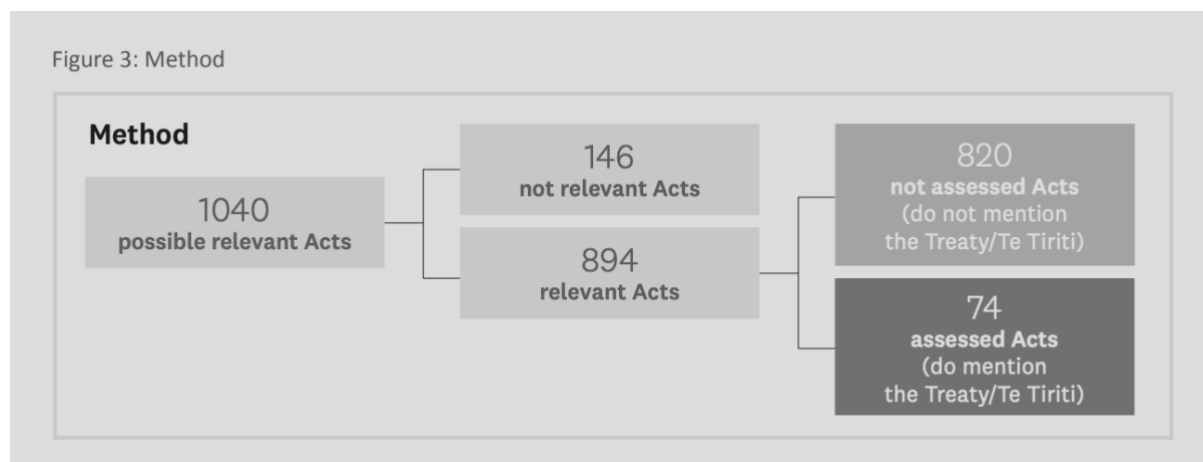 Figure 3: Method
Method
1040
possible relevant Acts
146
not relevant Acts
894
relevant Acts
820
not assessed Acts
(do not mention
the Treaty/Te Tiriti)
74
assessed Acts
(do mention
the Treaty/Te Tiriti)